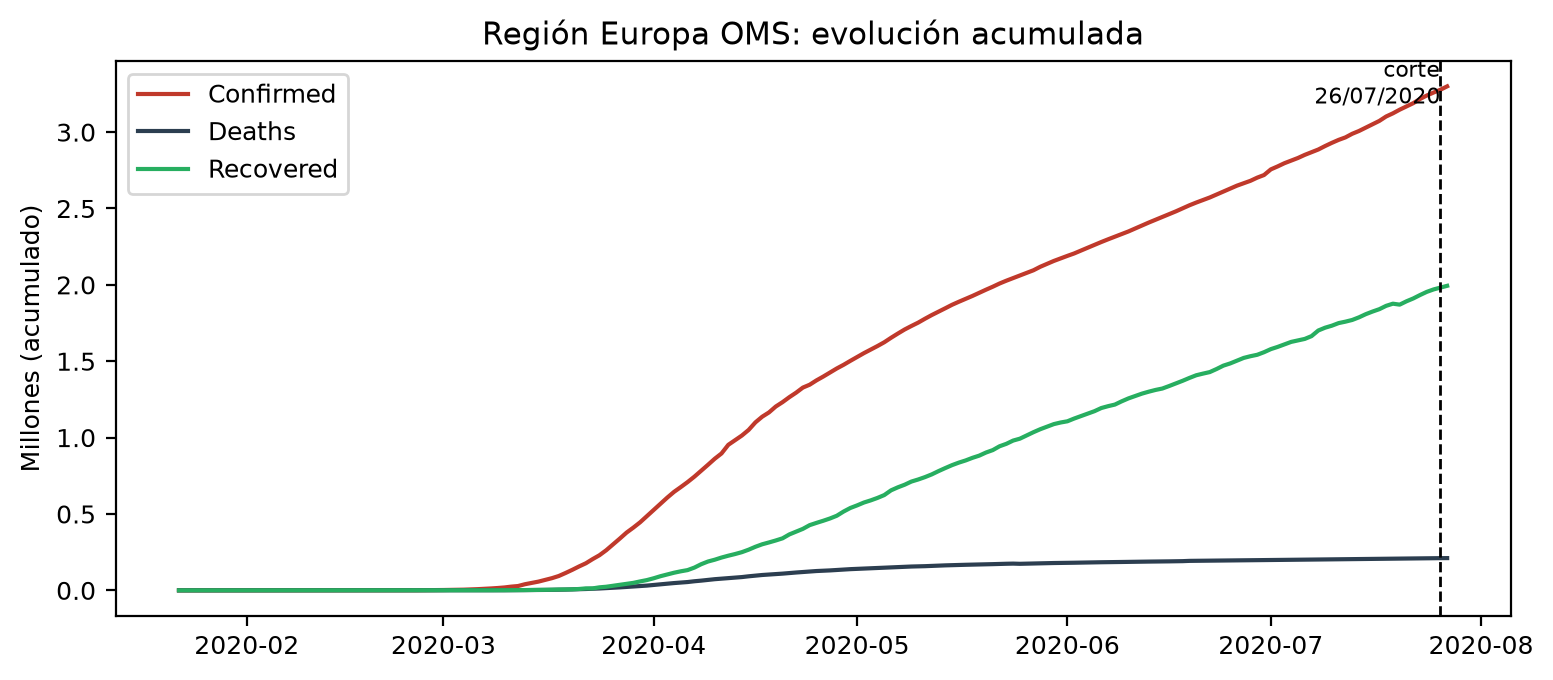 Región Europa OMS: evolución acumulada
Confirmed
Deaths
Recovered
corte
26/07/2020
Millones (acumulado)
3.0
2.5
2.0
1.5
1.0
0.5
0.0
2020-02
2020-03
2020-04
2020-05
2020-06
2020-07
2020-08